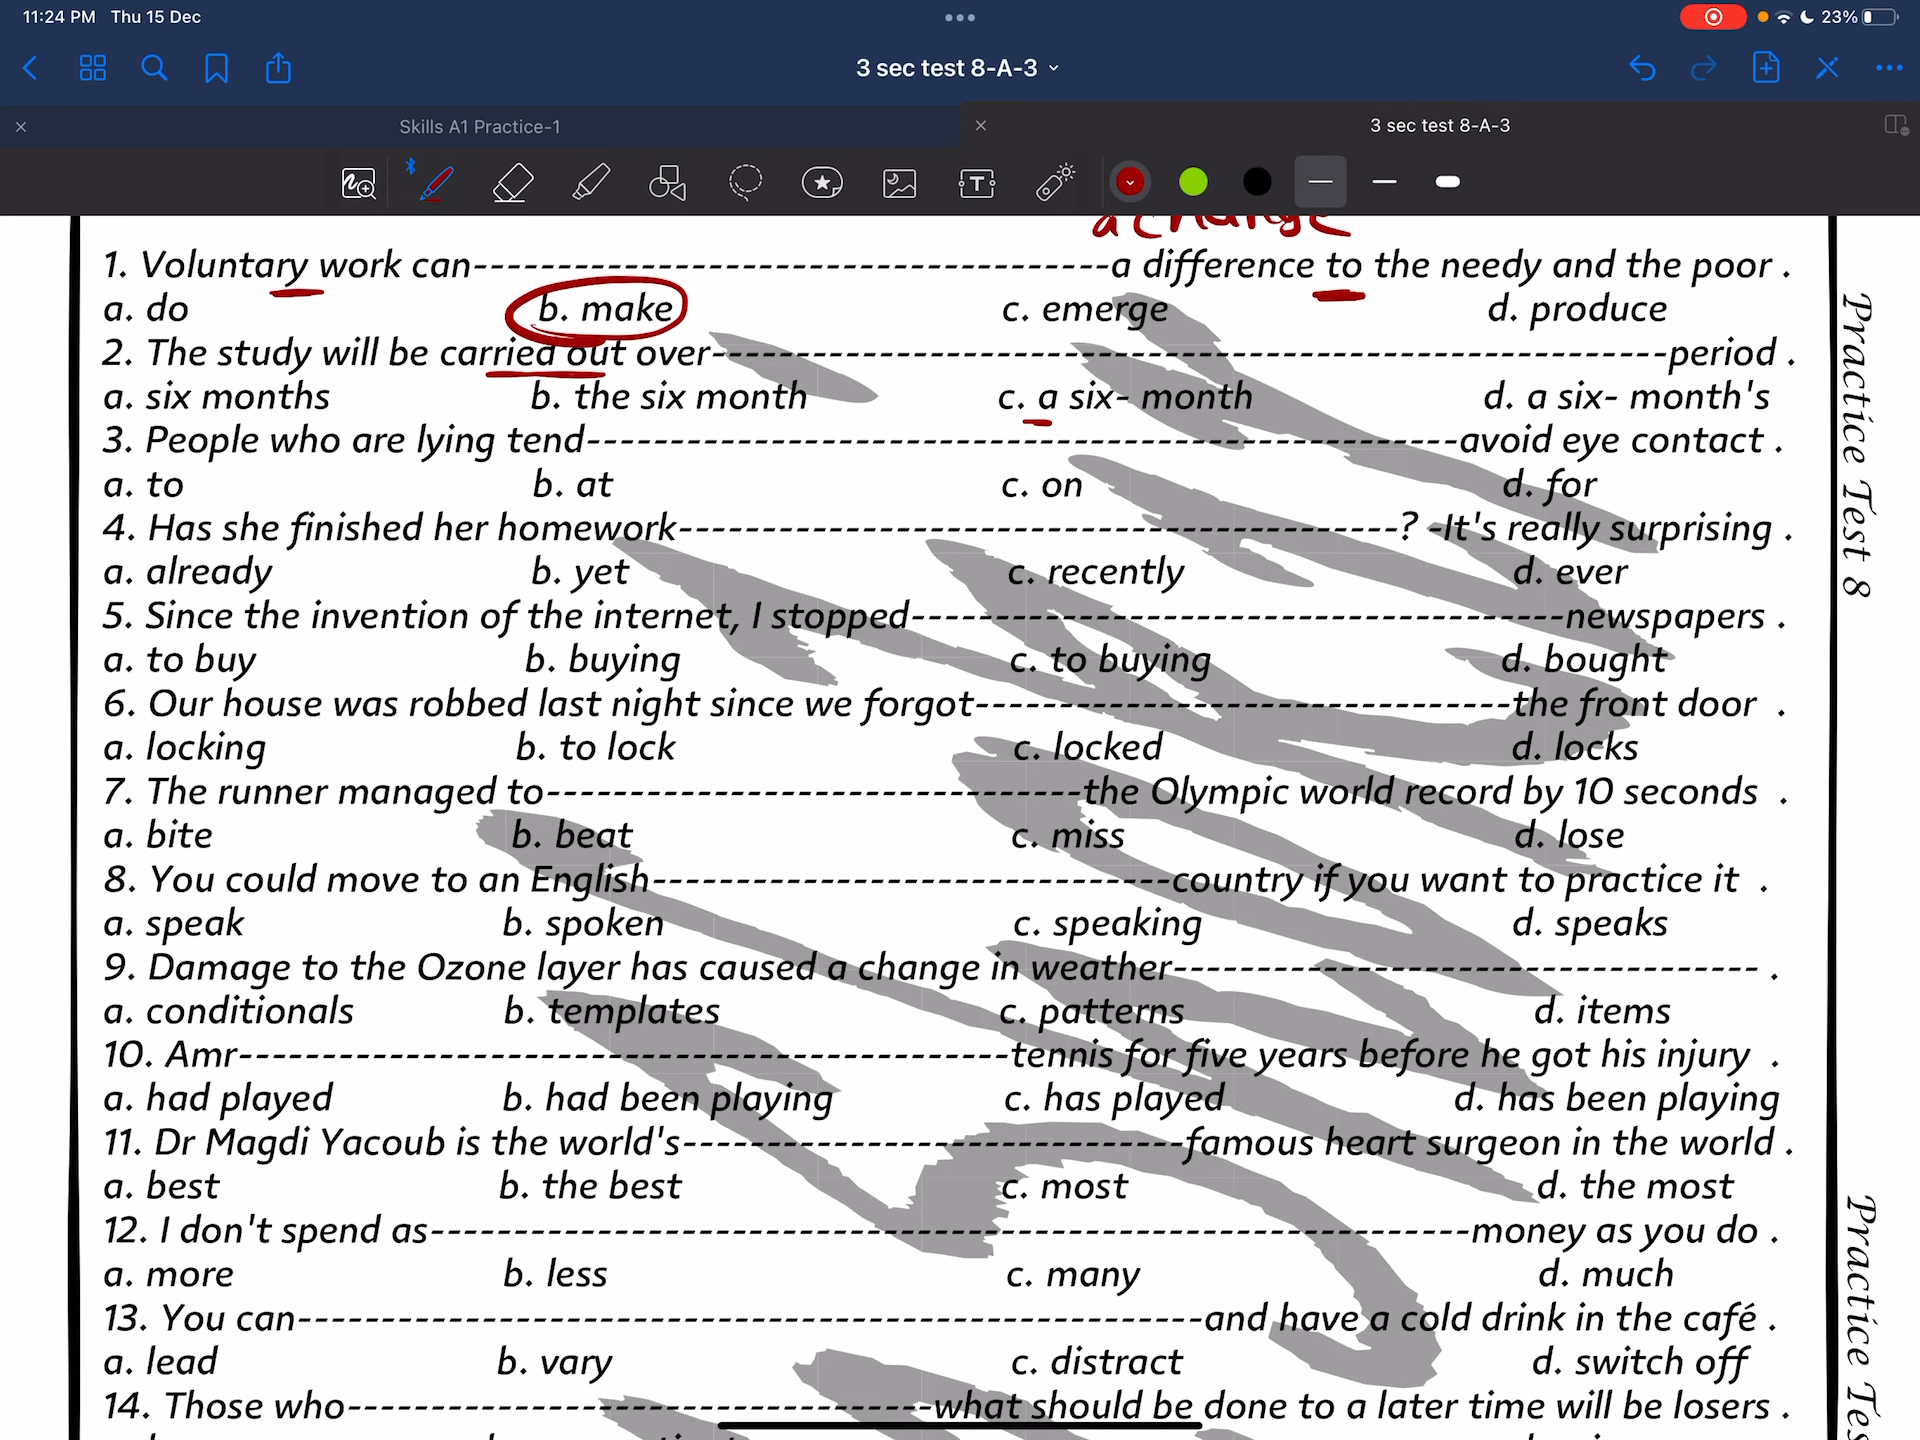 11:24 PM Thu 15 Dec
23%
3 sec test 8-A-3
Skills A1 Practice-1
3 sec test 8-A-3
a change
1. Voluntary work can------------------------------------a difference to the needy and the poor .
a. do b. make c. emerge d. produce
2. The study will be carried out over------------------------------------period .
a. six months b. the six month c. a six- month d. a six- month's
3. People who are lying tend------------------------------------avoid eye contact .
a. to b. at c. on d. for
4. Has she finished her homework------------------------------------? -It's really surprising .
a. already b. yet c. recently d. ever
5. Since the invention of the internet, I stopped------------------------------------newspapers .
a. to buy b. buying c. to buying d. bought
6. Our house was robbed last night since we forgot------------------------------------the front door .
a. locking b. to lock c. locked d. locks
7. The runner managed to------------------------------------the Olympic world record by 10 seconds .
a. bite b. beat c. miss d. lose
8. You could move to an English------------------------------------country if you want to practice it .
a. speak b. spoken c. speaking d. speaks
9. Damage to the Ozone layer has caused a change in weather------------------------------------ .
a. conditionals b. templates c. patterns d. items
10. Amr------------------------------------tennis for five years before he got his injury .
a. had played b. had been playing c. has played d. has been playing
11. Dr Magdi Yacoub is the world's------------------------------------famous heart surgeon in the world .
a. best b. the best c. most d. the most
12. I don't spend as------------------------------------money as you do .
a. more b. less c. many d. much
13. You can------------------------------------and have a cold drink in the café .
a. lead b. vary c. distract d. switch off
14. Those who------------------------------------what should be done to a later time will be losers .
Practice Test 8
Practice Te